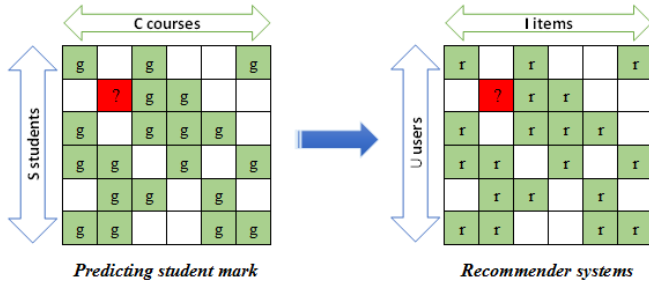 C courses I items
g g g r r r
? g g ? r r
g g g g r r r r
g g g g r r r r
g g g r r r
g g g g r r r r
S students
U users
Predicting student mark Recommender systems